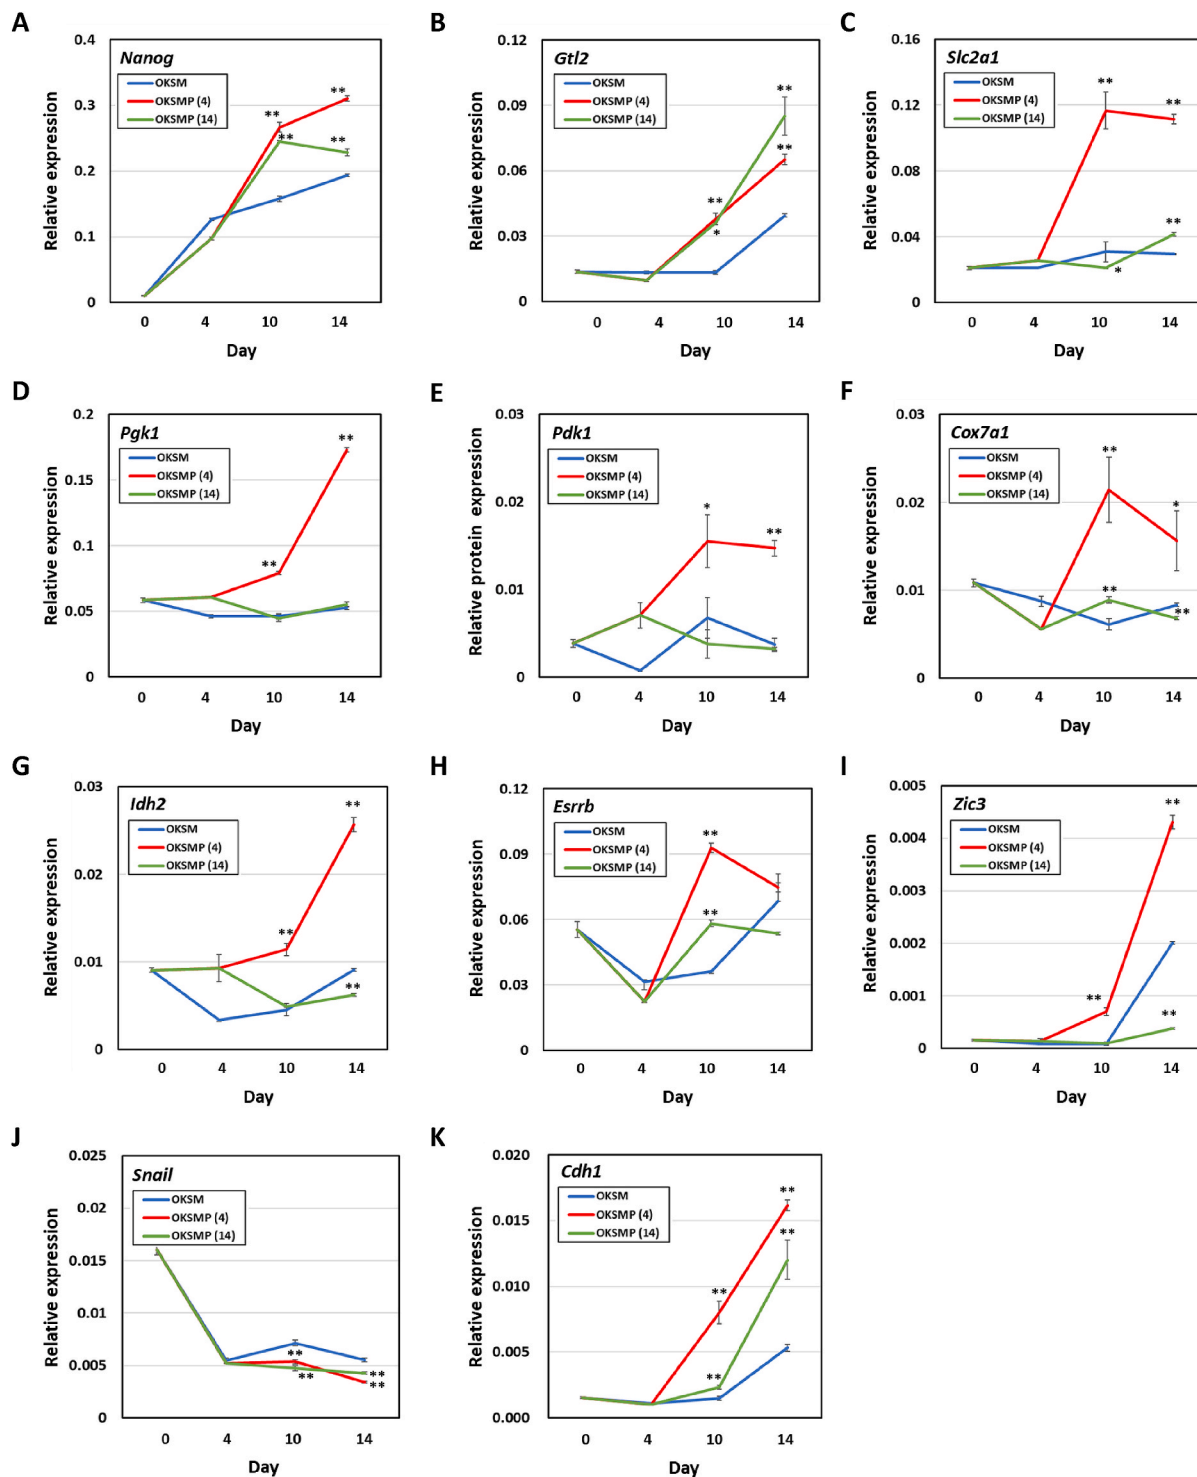 A
Nanog
OKSM
OKSMP (4)
OKSMP (14)
Relative expression
0.4
0.3
0.2
0.1
0
**
**
**
**
0 4 10 14
Day
B
Gtl2
OKSM
OKSMP (4)
OKSMP (14)
Relative expression
0.12
0.09
0.06
0.03
0
**
**
**
*
0 4 10 14
Day
C
Slc2a1
OKSM
OKSMP (4)
OKSMP (14)
Relative expression
0.16
0.12
0.08
0.04
0
**
**
**
*
0 4 10 14
Day
D
Pgk1
OKSM
OKSMP (4)
OKSMP (14)
Relative expression
0.2
0.15
0.1
0.05
0
**
**
0 4 10 14
Day
E
Pdk1
OKSM
OKSMP (4)
OKSMP (14)
Relative protein expression
0.03
0.02
0.01
0
*
**
0 4 10 14
Day
F
Cox7a1
OKSM
OKSMP (4)
OKSMP (14)
Relative expression
0.03
0.02
0.01
0
**
*
**
**
0 4 10 14
Day
G
Idh2
OKSM
OKSMP (4)
OKSMP (14)
Relative expression
0.03
0.02
0.01
0
**
**
**
0 4 10 14
Day
H
Esrrb
OKSM
OKSMP (4)
OKSMP (14)
Relative expression
0.12
0.09
0.06
0.03
0
**
**
0 4 10 14
Day
I
Zic3
OKSM
OKSMP (4)
OKSMP (14)
Relative expression
0.005
0.004
0.003
0.002
0.001
0
**
**
**
0 4 10 14
Day
J
Snail
OKSM
OKSMP (4)
OKSMP (14)
Relative expression
0.025
0.02
0.015
0.01
0.005
0
**
**
**
**
0 4 10 14
Day
K
Cdh1
OKSM
OKSMP (4)
OKSMP (14)
Relative expression
0.020
0.015
0.010
0.005
0.000
**
**
**
**
0 4 10 14
Day